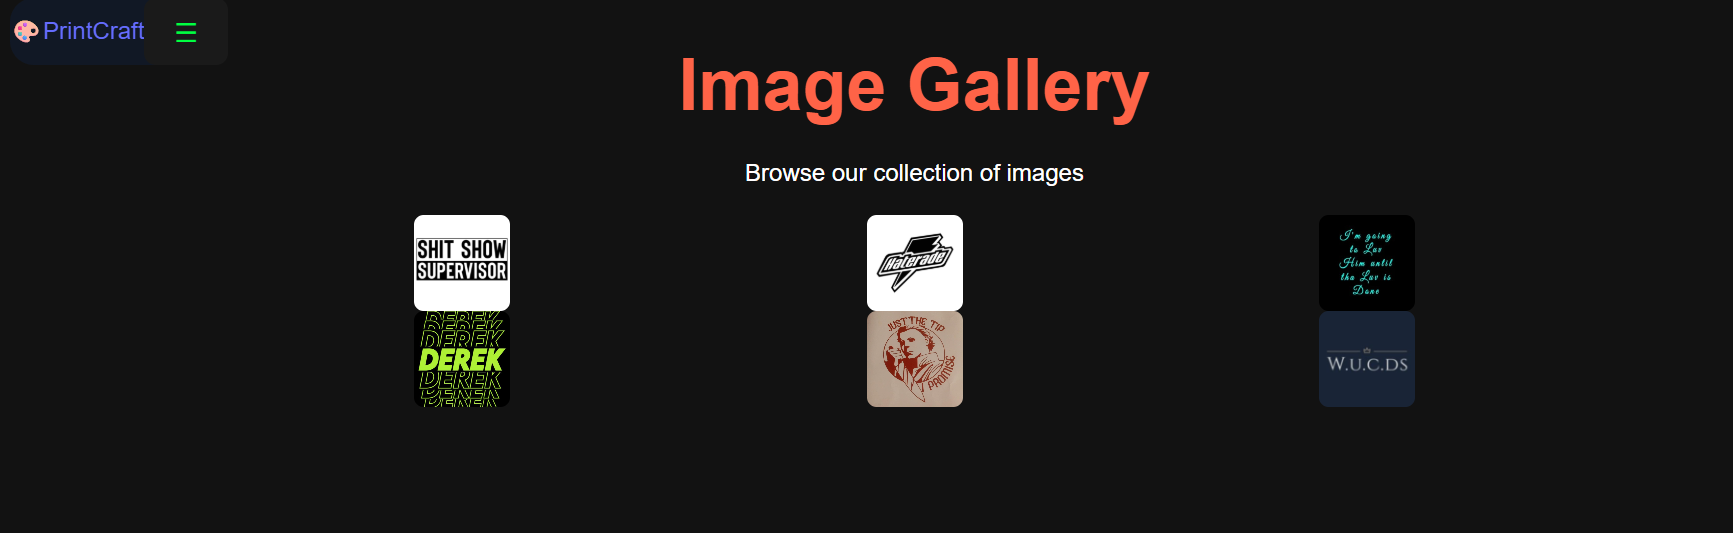 PrintCraft
Image Gallery
Browse our collection of images
SHIT SHOW
SUPERVISOR
Haterade
I'm going
to Luv
Him until
tha Luv is
Done
DEREK
DEREK
DEREK
DEREK
DEREK
JUST THE TIP
PROMISE
W.U.C.DS